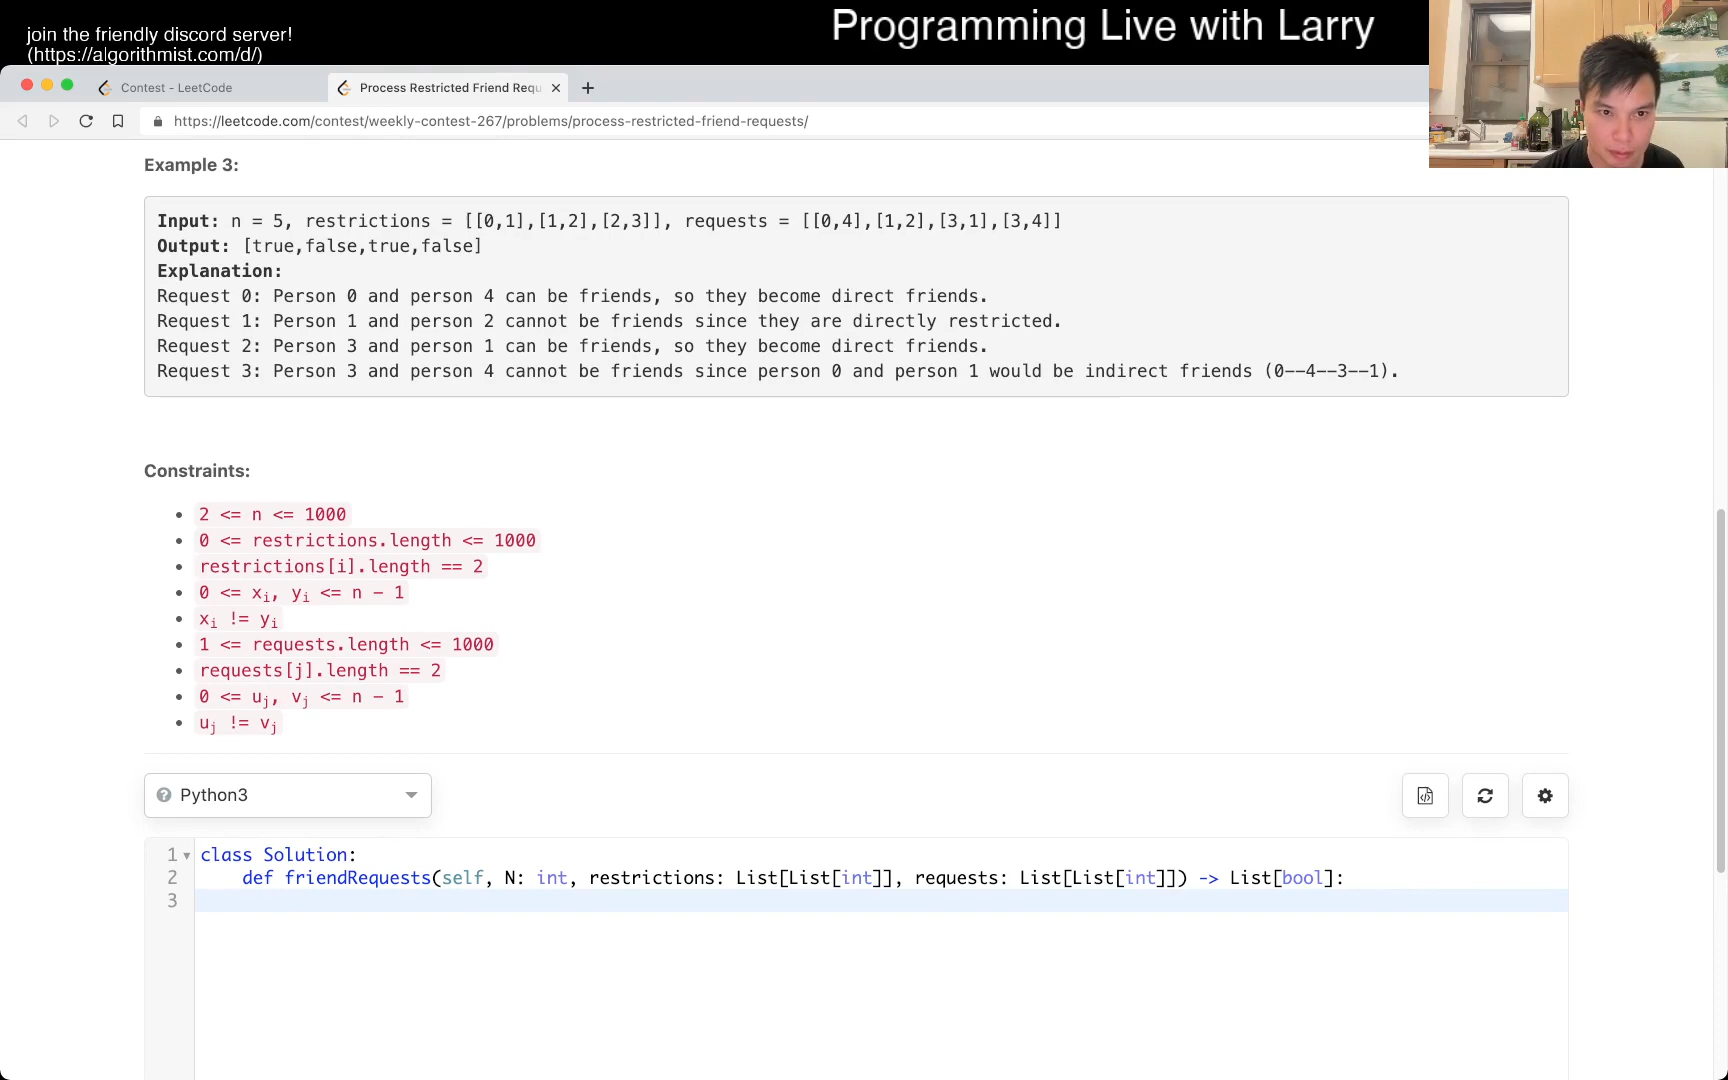 join the friendly discord server!
(https://algorithmist.com/d/)
Programming Live with Larry
Contest - LeetCode
Process Restricted Friend Requ
https://leetcode.com/contest/weekly-contest-267/problems/process-restricted-friend-requests/
Example 3:
Input: n = 5, restrictions = [[0,1],[1,2],[2,3]], requests = [[0,4],[1,2],[3,1],[3,4]]
Output: [true,false,true,false]
Explanation:
Request 0: Person 0 and person 4 can be friends, so they become direct friends.
Request 1: Person 1 and person 2 cannot be friends since they are directly restricted.
Request 2: Person 3 and person 1 can be friends, so they become direct friends.
Request 3: Person 3 and person 4 cannot be friends since person 0 and person 1 would be indirect friends (0--4--3--1).
Constraints:
2 <= n <= 1000
0 <= restrictions.length <= 1000
restrictions[i].length == 2
0 <= xi, yi <= n - 1
xi != yi
1 <= requests.length <= 1000
requests[j].length == 2
0 <= uj, vj <= n - 1
uj != vj
Python3
1 class Solution:
2 def friendRequests(self, N: int, restrictions: List[List[int]], requests: List[List[int]]) -> List[bool]:
3